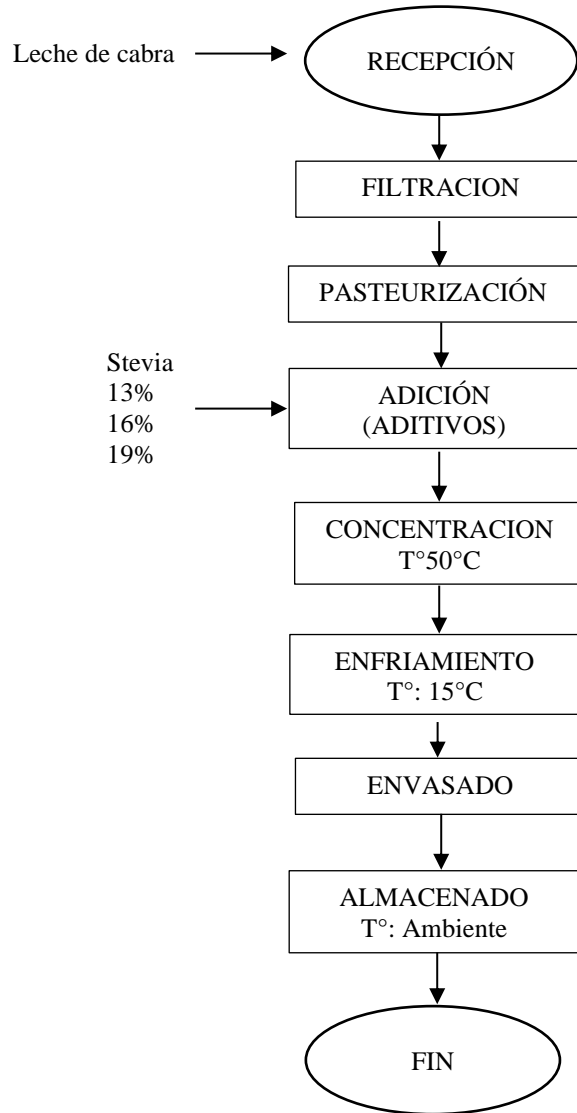 Leche de cabra
RECEPCIÓN
FILTRACION
PASTEURIZACIÓN
Stevia
13%
16%
19%
ADICIÓN
(ADITIVOS)
CONCENTRACION
T°50°C
ENFRIAMIENTO
T°: 15°C
ENVASADO
ALMACENADO
T°: Ambiente
FIN